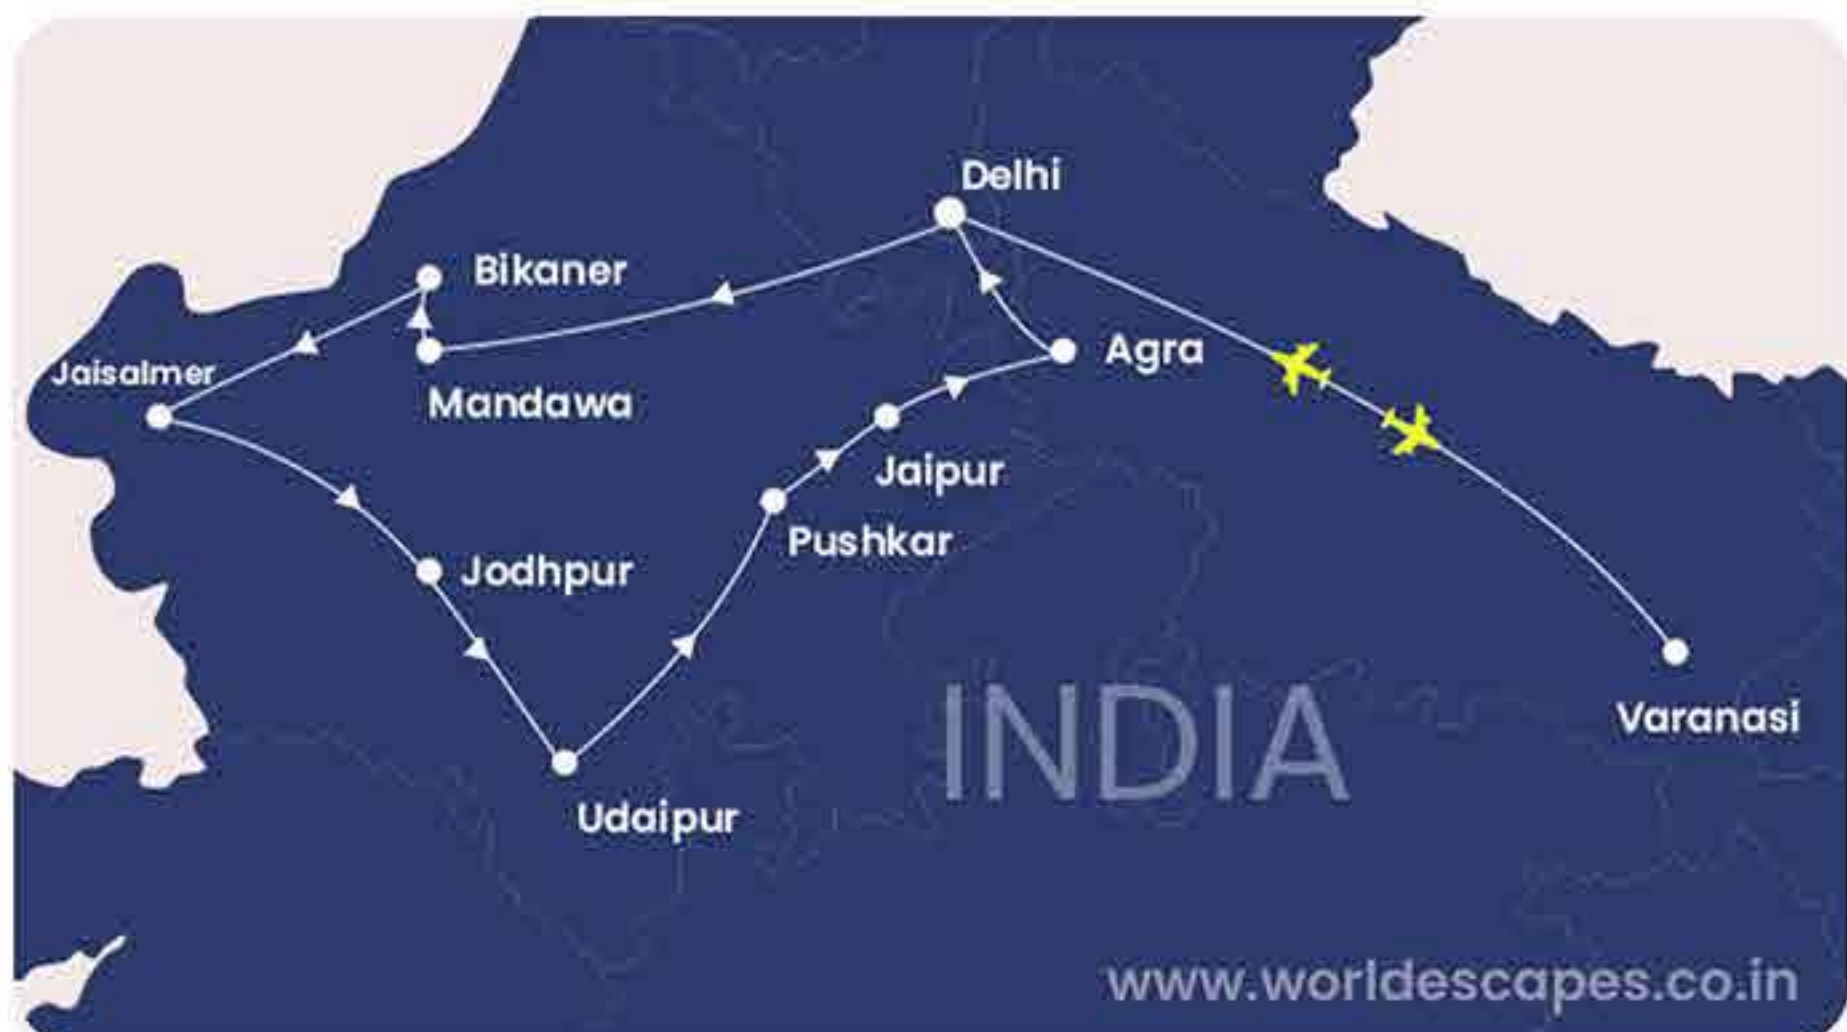 Delhi
Bikaner
Agra
Jaisalmer
Mandawa
Jaipur
Pushkar
Jodhpur
INDIA
Varanasi
Udaipur
www.worldescapes.co.in